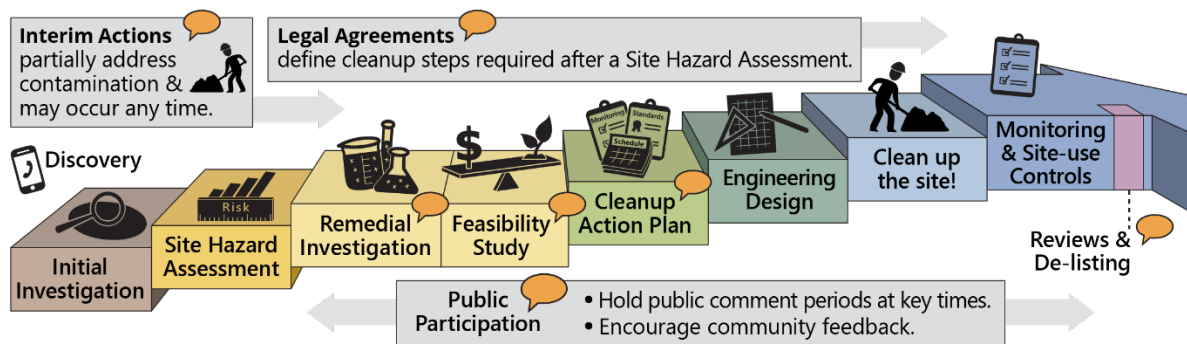 Interim Actions
partially address
contamination &
may occur any time.
Legal Agreements
define cleanup steps required after a Site Hazard Assessment.
Discovery
Initial
Investigation
Risk
Site Hazard
Assessment
Remedial
Investigation
$
Feasibility
Study
Monitoring
Standards
Schedule
Cleanup
Action Plan
Engineering
Design
Clean up
the site!
Monitoring
& Site-use
Controls
Reviews &
De-listing
Public
Participation
• Hold public comment periods at key times.
• Encourage community feedback.